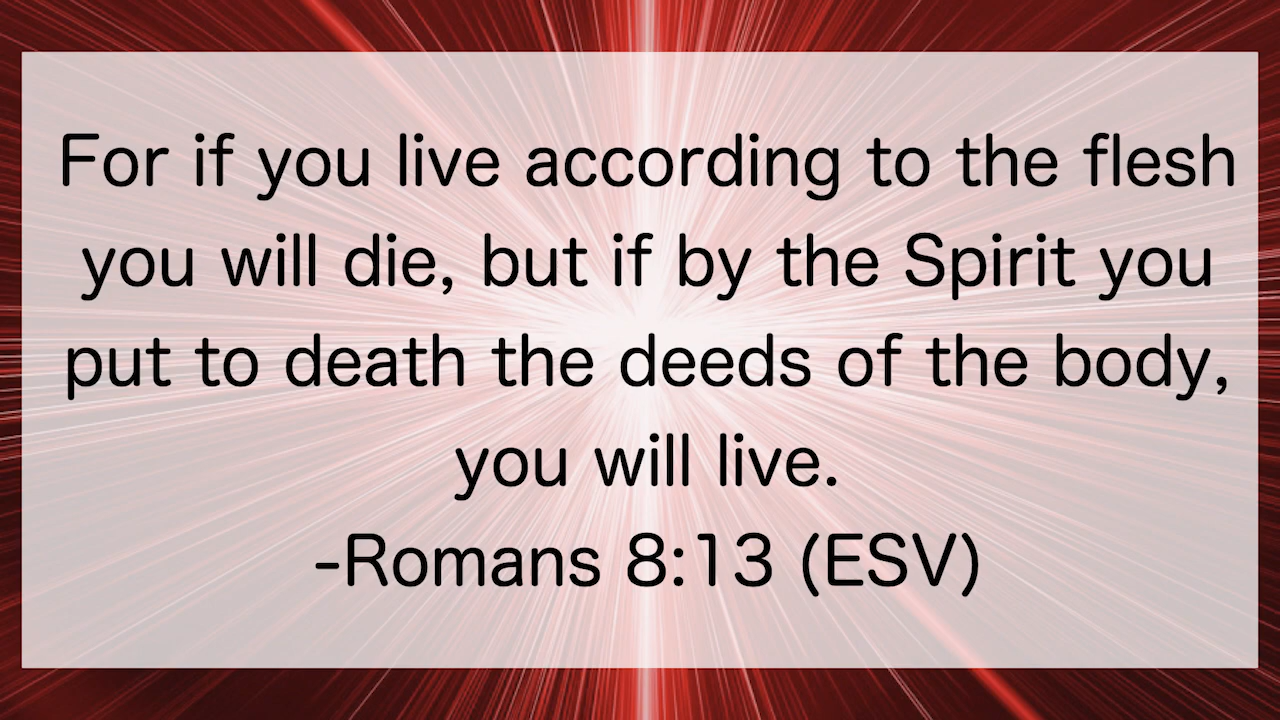 For if you live according to the flesh
you will die, but if by the Spirit you
put to death the deeds of the body,
you will live.
-Romans 8:13 (ESV)